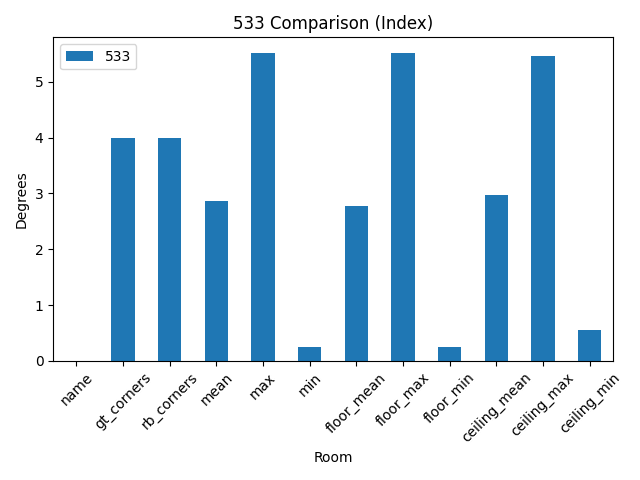 533 Comparison (Index)
533
Degrees
5
4
3
2
1
0
name
gt_corners
rb_corners
mean
max
min
floor_mean
floor_max
floor_min
ceiling_mean
ceiling_max
ceiling_min
Room